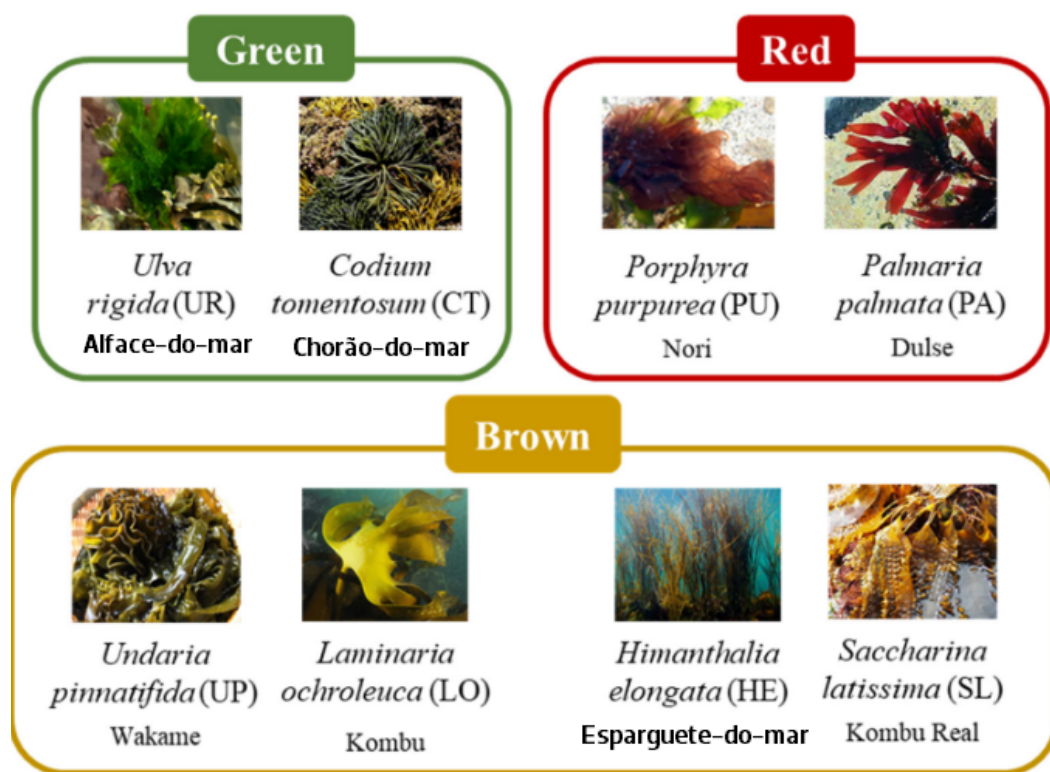 Green
Ulva
rigida (UR)
Alface-do-mar
Codium
tomentosum (CT)
Chorão-do-mar
Red
Porphyra
purpurea (PU)
Nori
Palmaria
palmata (PA)
Dulse
Brown
Undaria
pinnatifida (UP)
Wakame
Laminaria
ochroleuca (LO)
Kombu
Himanthalia
elongata (HE)
Esparguete-do-mar
Saccharina
latissima (SL)
Kombu Real